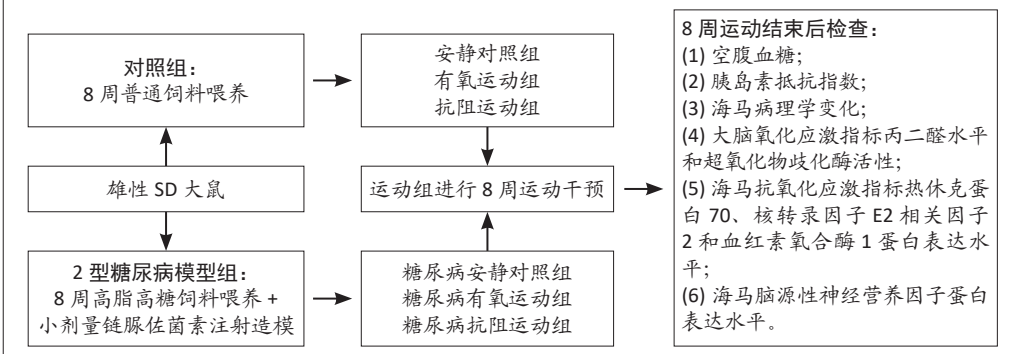 对照组：
8 周普通饲料喂养
雄性 SD 大鼠
2 型糖尿病模型组：
8 周高脂高糖饲料喂养 +
小剂量链脲佐菌素注射造模
安静对照组
有氧运动组
抗阻运动组
运动组进行 8 周运动干预
糖尿病安静对照组
糖尿病有氧运动组
糖尿病抗阻运动组
8 周运动结束后检查：
(1) 空腹血糖;
(2) 胰岛素抵抗指数;
(3) 海马病理学变化;
(4) 大脑氧化应激指标丙二醛水平
和超氧化物歧化酶活性;
(5) 海马抗氧化应激指标热休克蛋
白 70、核转录因子 E2 相关因子
2 和血红素氧合酶 1 蛋白表达水
平;
(6) 海马脑源性神经营养因子蛋白
表达水平。